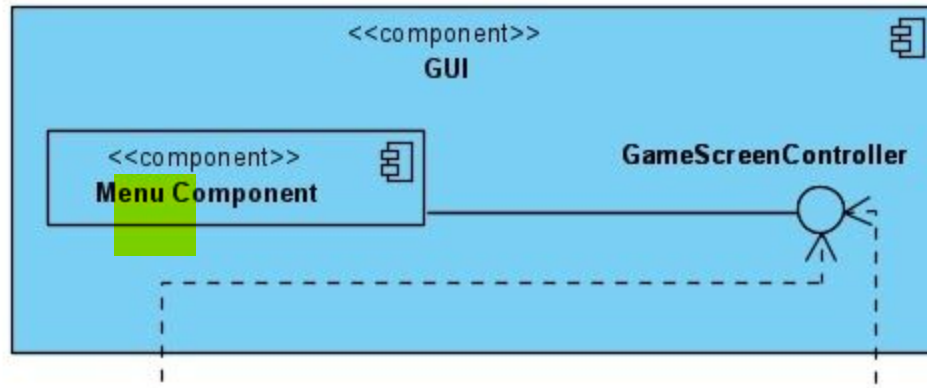 <<component>>
GUI
<<component>>
Menu Component
GameScreenController